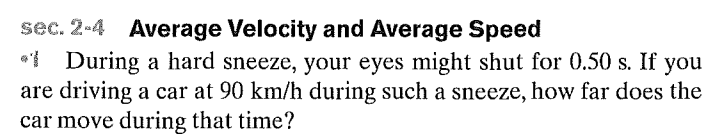 sec. 2-4 Average Velocity and Average Speed
•1 During a hard sneeze, your eyes might shut for 0.50 s. If you
are driving a car at 90 km/h during such a sneeze, how far does the
car move during that time?